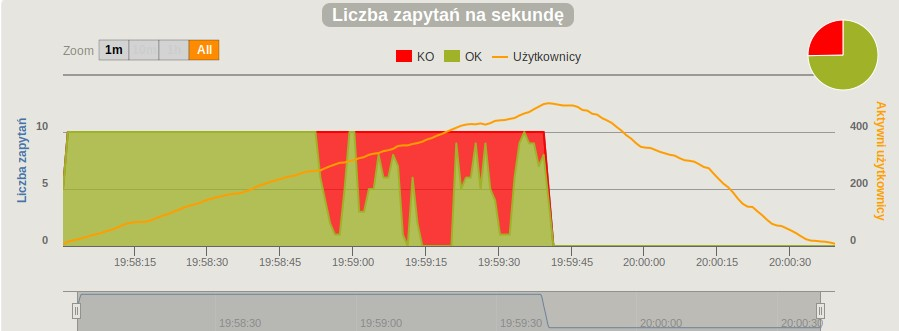 Liczba zapytań na sekundę
Zoom 1m 10m 1h All
KO OK Użytkownicy
Liczba zapytań
10
5
0
400
200
0
Aktywni użytkownicy
19:58:15 19:58:30 19:58:45 19:59:00 19:59:15 19:59:30 19:59:45 20:00:00 20:00:15 20:00:30
19:58:30 19:59:00 19:59:30 20:00:00 20:00:30